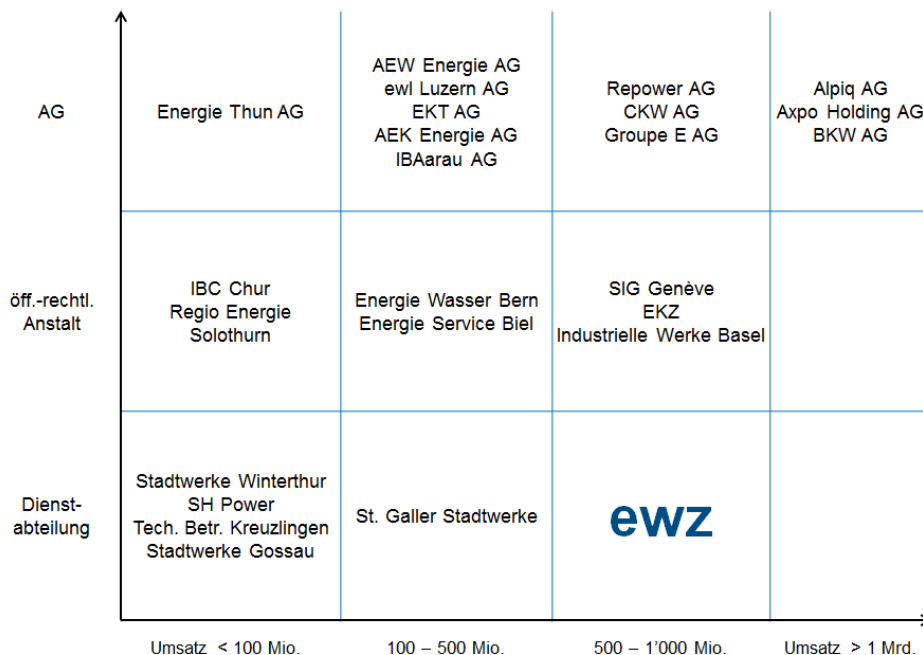 AG
Energie Thun AG
AEW Energie AG
ewl Luzern AG
EKT AG
AEK Energie AG
IBAarau AG
Repower AG
CKW AG
Groupe E AG
Alpiq AG
Axpo Holding AG
BKW AG
öff.-rechtl.
Anstalt
IBC Chur
Regio Energie
Solothurn
Energie Wasser Bern
Energie Service Biel
SIG Genève
EKZ
Industrielle Werke Basel
Dienst-
abteilung
Stadtwerke Winterthur
SH Power
Tech. Betr. Kreuzlingen
Stadtwerke Gossau
St. Galler Stadtwerke
ewz
Umsatz < 100 Mio.
100 – 500 Mio.
500 – 1'000 Mio.
Umsatz > 1 Mrd.